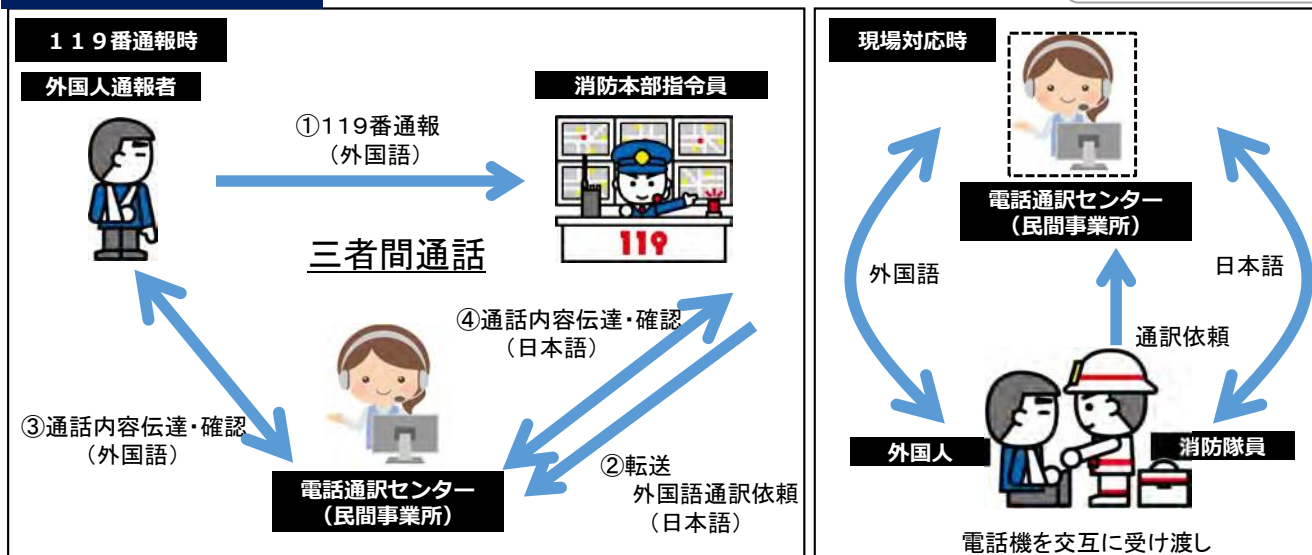 119番通報時
外国人通報者
消防本部指令員
①119番通報
(外国語)
119
三者間通話
④通話内容伝達・確認
(日本語)
③通話内容伝達・確認
(外国語)
電話通訳センター
(民間事業所)
②転送
外国語通訳依頼
(日本語)
現場対応時
電話通訳センター
(民間事業所)
外国語
日本語
通訳依頼
外国人
消防隊員
電話機を交互に受け渡し